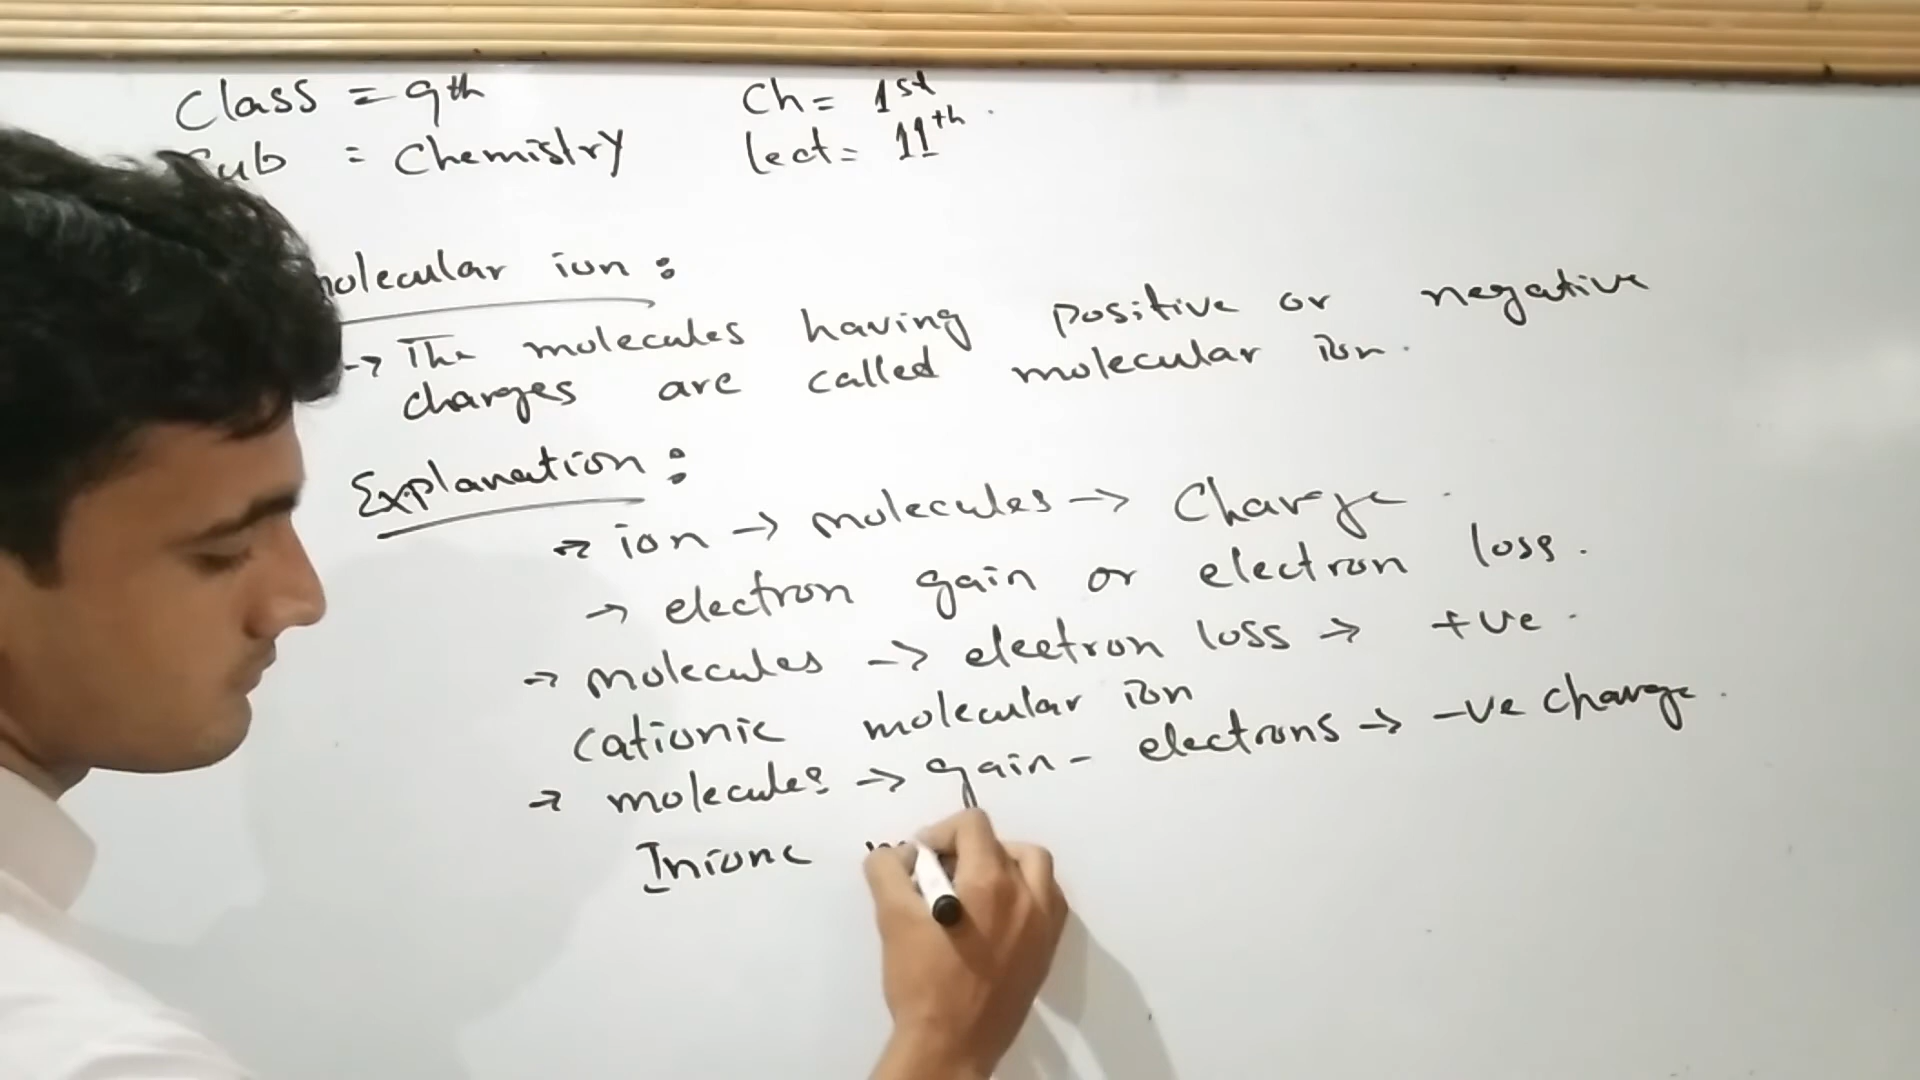 Class = 9th Ch = 1st
Sub = Chemistry lect = 11th
molecular ion :
→ The molecules having positive or negative
charges are called molecular ion.
Explanation :
→ ion → molecules → Charge.
→ electron gain or electron loss.
→ molecules → electron loss → +ve.
cationic molecular ion
→ molecules → gain - electrons → -ve charge.
Inionc